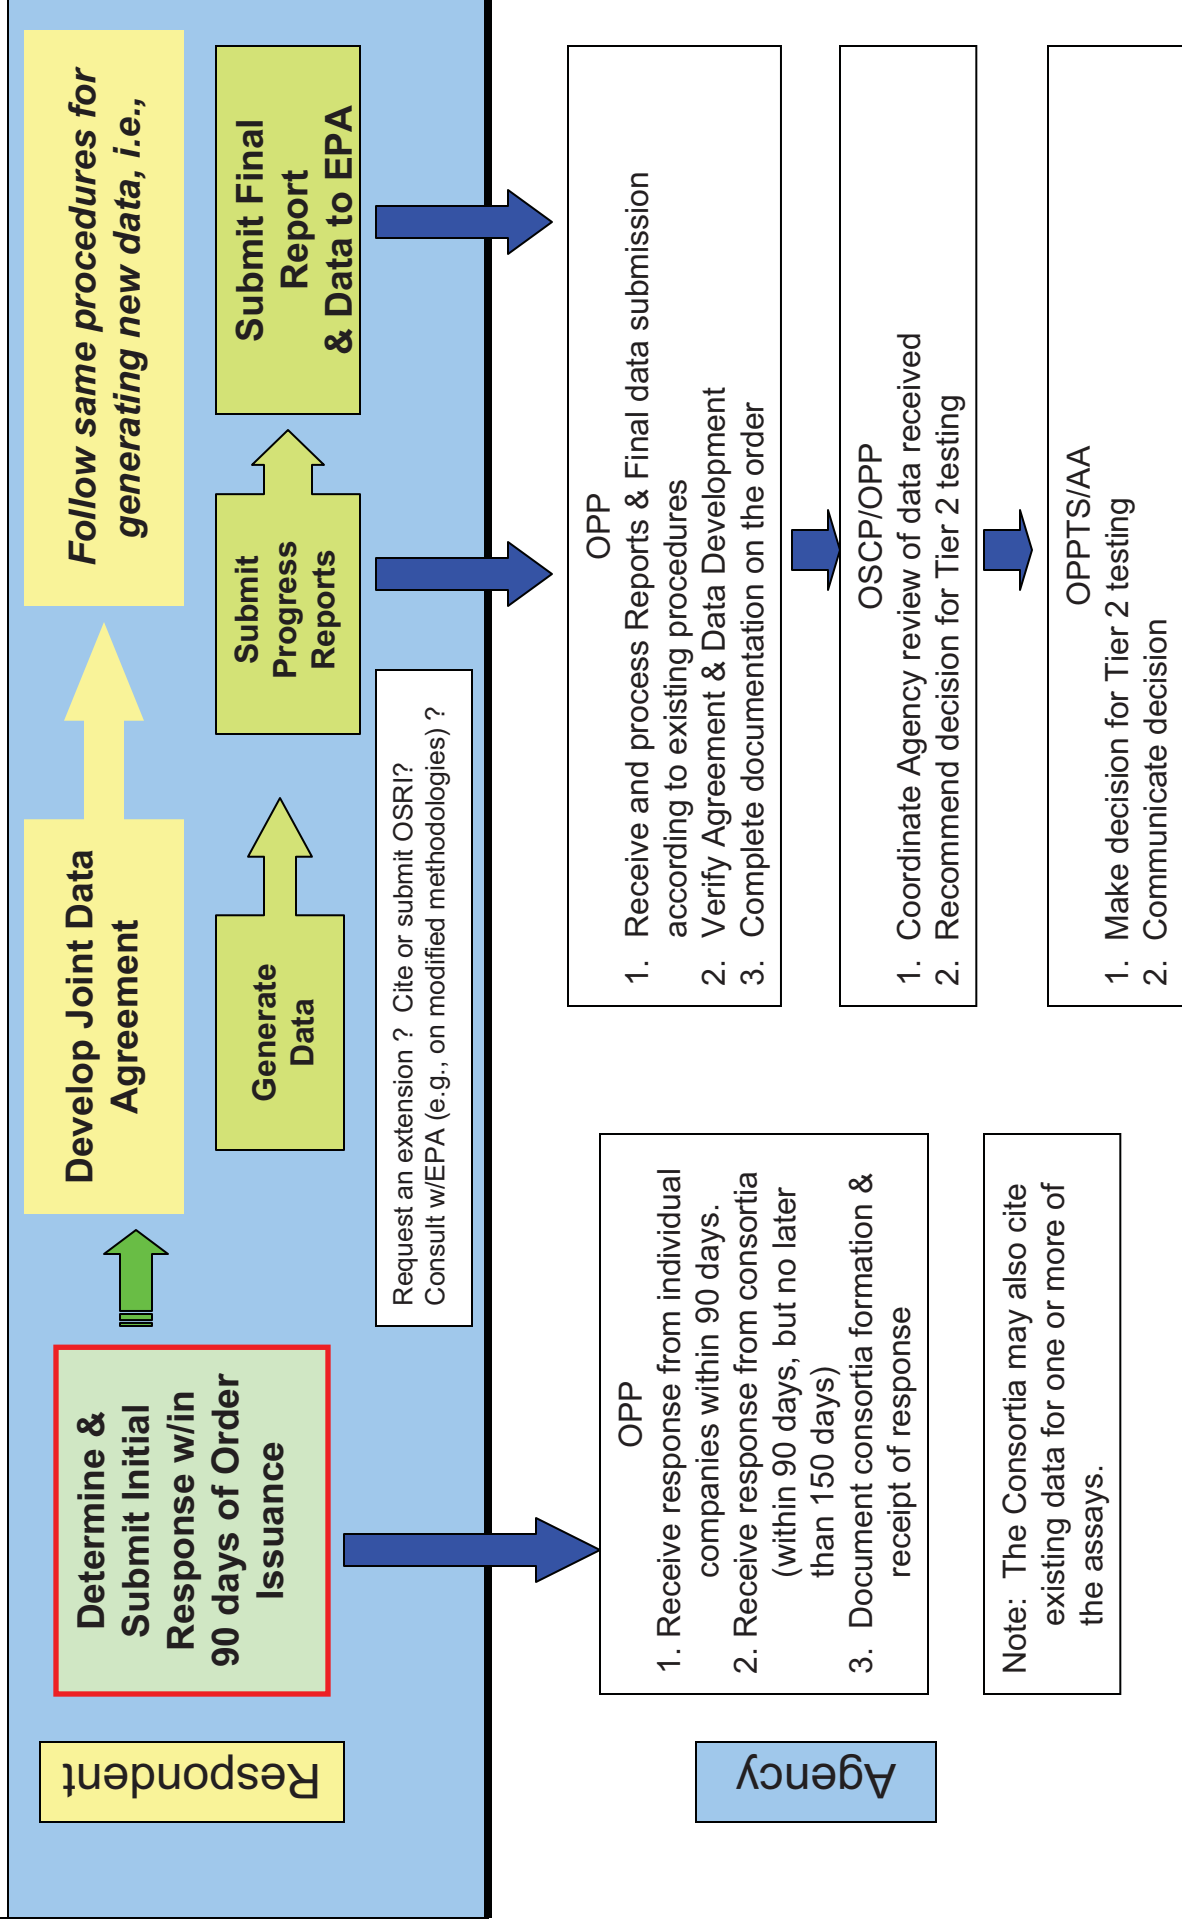 Respondent
Determine &
Submit Initial
Response w/in
90 days of Order
Issuance
Develop Joint Data
Agreement
Follow same procedures for
generating new data, i.e.,
Generate
Data
Submit
Progress
Reports
Submit Final
Report
& Data to EPA
Request an extension ? Cite or submit OSRI?
Consult w/EPA (e.g., on modified methodologies) ?
Agency
OPP
1. Receive response from individual
companies within 90 days.
2. Receive response from consortia
(within 90 days, but no later
than 150 days)
3. Document consortia formation &
receipt of response
Note: The Consortia may also cite
existing data for one or more of
the assays.
OPP
1. Receive and process Reports & Final data submission
according to existing procedures
2. Verify Agreement & Data Development
3. Complete documentation on the order
OSCP/OPP
1. Coordinate Agency review of data received
2. Recommend decision for Tier 2 testing
OPPTS/AA
1. Make decision for Tier 2 testing
2. Communicate decision